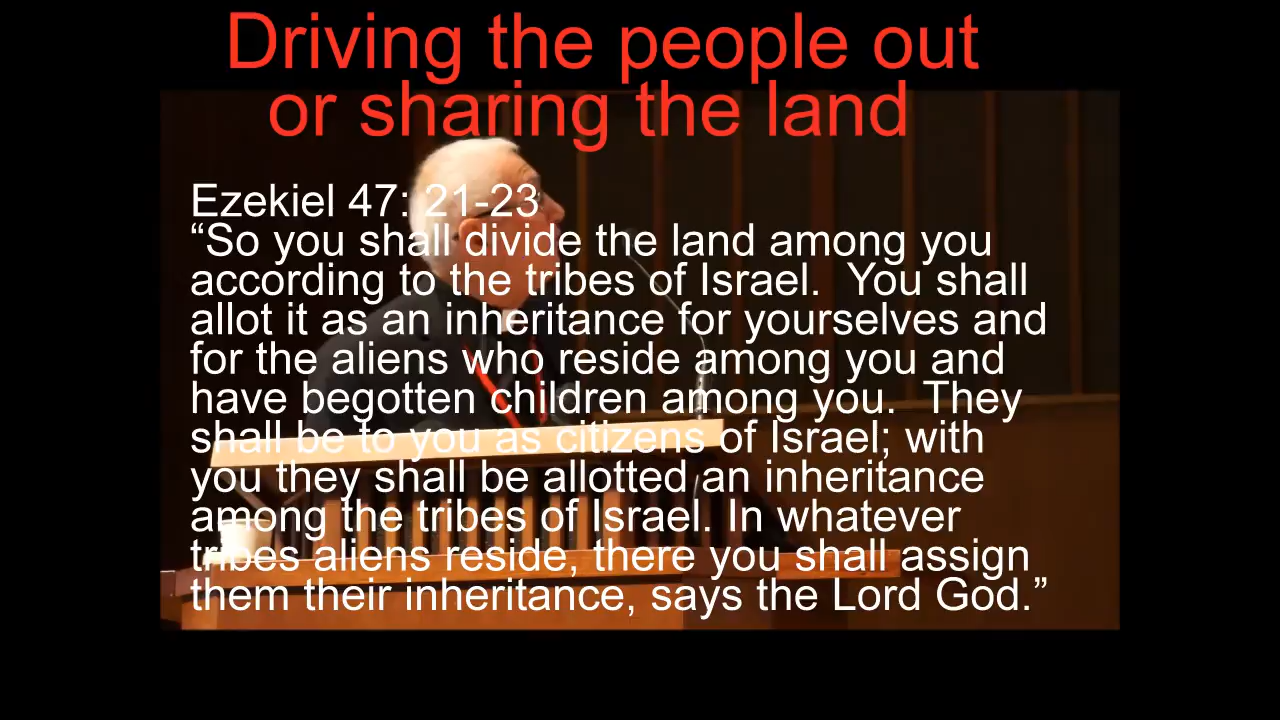 Driving the people out
or sharing the land
Ezekiel 47: 21-23
“So you shall divide the land among you
according to the tribes of Israel.  You shall
allot it as an inheritance for yourselves and
for the aliens who reside among you and
have begotten children among you.  They
shall be to you as citizens of Israel; with
you they shall be allotted an inheritance
among the tribes of Israel. In whatever
tribes aliens reside, there you shall assign
them their inheritance, says the Lord God.”